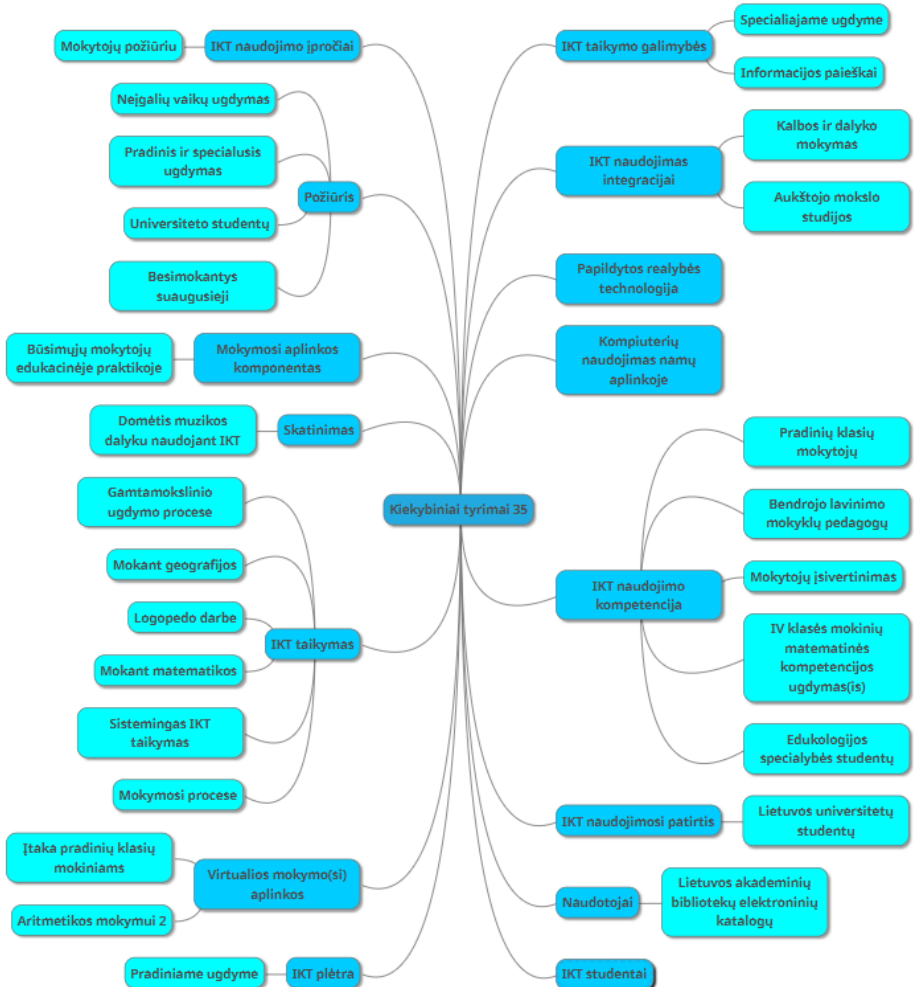 Kiekybiniai tyrimai 35
IKT naudojimo įpročiai
Mokytojų požiūriu
Požiūris
Neįgalių vaikų ugdymas
Pradinis ir specialusis
ugdymas
Universiteto studentų
Besimokantys
suaugusieji
Mokymosi aplinkos
komponentas
Būsimųjų mokytojų
edukacinėje praktikoje
Skatinimas
Domėtis muzikos
dalyku naudojant IKT
IKT taikymas
Gamtamokslinio
ugdymo procese
Mokant geografijos
Logopedo darbe
Mokant matematikos
Sistemingas IKT
taikymas
Mokymosi procese
Virtualios mokymo(si)
aplinkos
Įtaka pradinių klasių
mokiniams
Aritmetikos mokymui 2
IKT plėtra
Pradiniame ugdyme
IKT taikymo galimybės
Specialiajame ugdyme
Informacijos paieškai
IKT naudojimas
integracijai
Kalbos ir dalyko
mokymas
Aukštojo mokslo
studijos
Papildytos realybės
technologija
Kompiuterių
naudojimas namų
aplinkoje
IKT naudojimo
kompetencija
Pradinių klasių
mokytojų
Bendrojo lavinimo
mokyklų pedagogų
Mokytojų įsivertinimas
IV klasės mokinių
matematinės
kompetencijos
ugdymas(is)
Edukologijos
specialybės studentų
IKT naudojimosi patirtis
Lietuvos universitetų
studentų
Naudotojai
Lietuvos akademinių
bibliotekų elektroninių
katalogų
IKT studentai